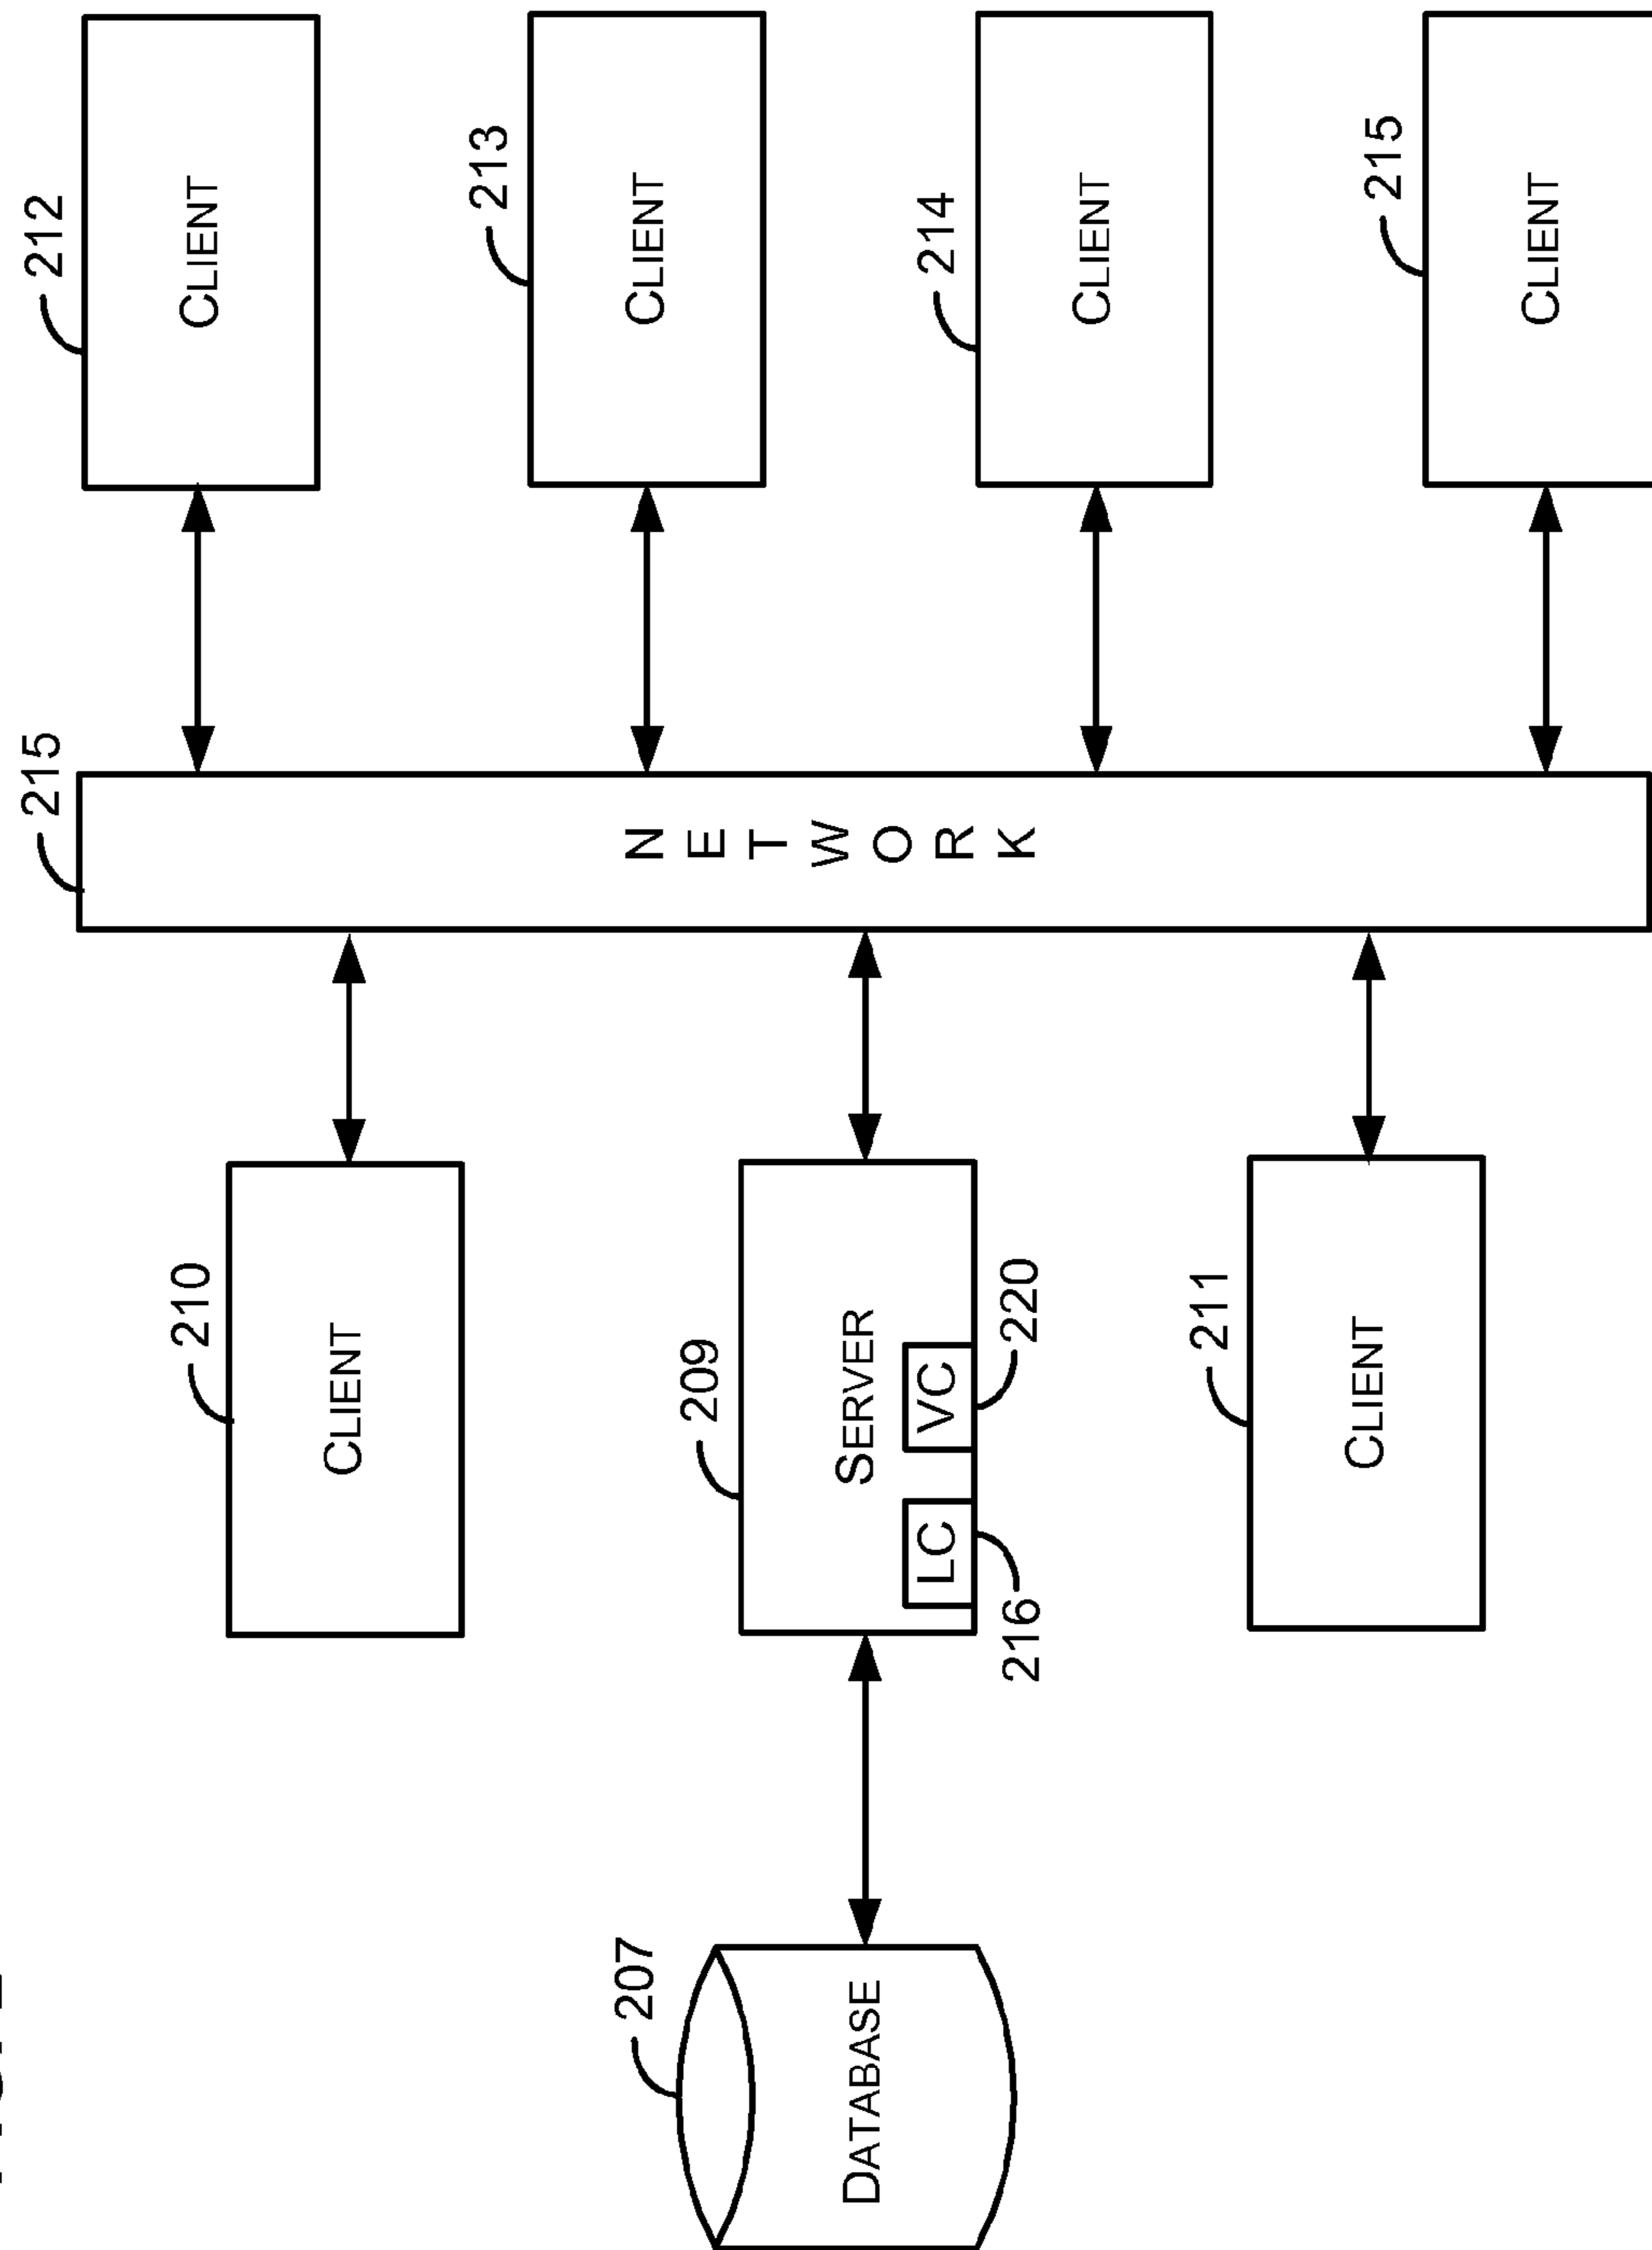 215
212
CLIENT
210
CLIENT
213
CLIENT
207
DATABASE
209
SERVER
LC
VC
216
220
N
E
T
W
O
R
K
214
CLIENT
211
CLIENT
215
CLIENT